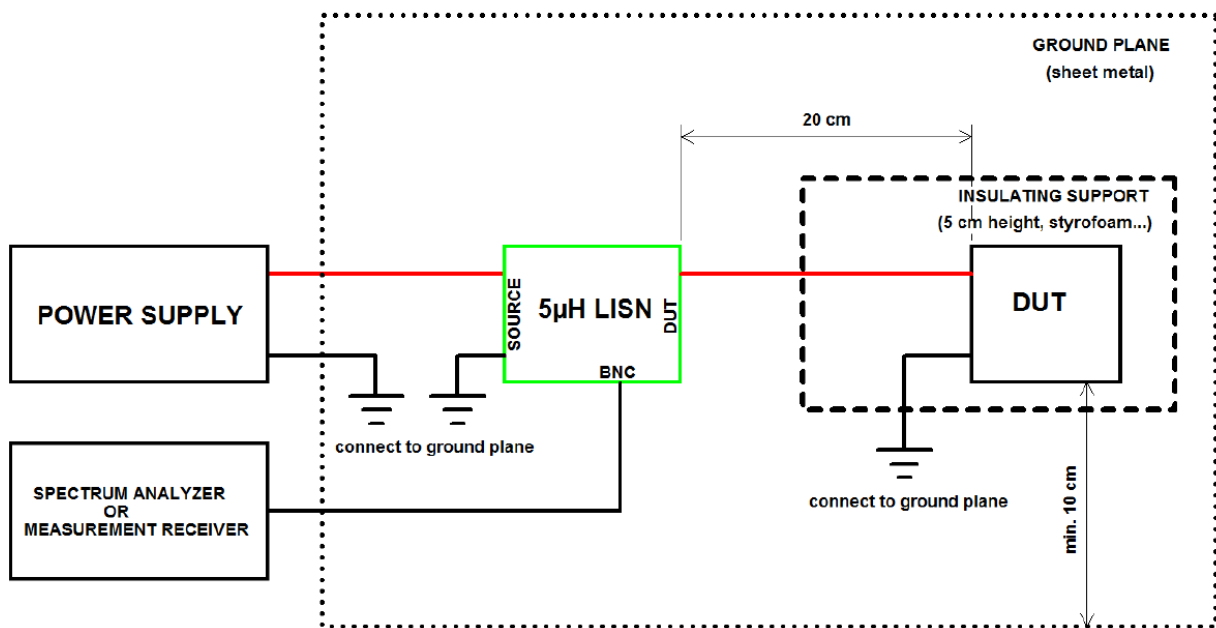 GROUND PLANE
(sheet metal)
20 cm
INSULATING SUPPORT
(5 cm height, styrofoam...)
POWER SUPPLY
SOURCE
5µH LISN
DUT
BNC
DUT
connect to ground plane
SPECTRUM ANALYZER
OR
MEASUREMENT RECEIVER
connect to ground plane
min. 10 cm